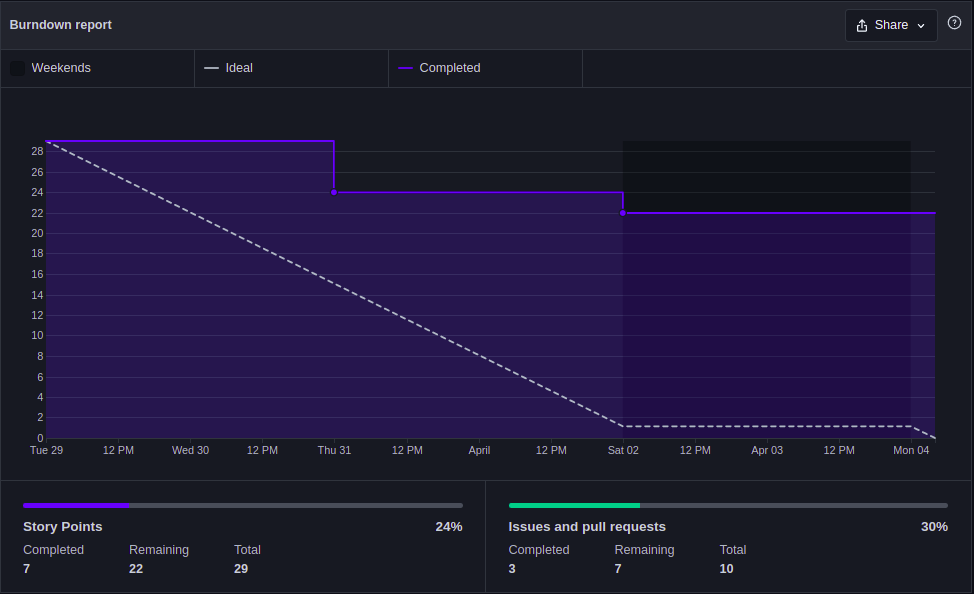 Burndown report
Share
Weekends
Ideal
Completed
28
26
24
22
20
18
16
14
12
10
8
6
4
2
0
Tue 29 12 PM Wed 30 12 PM Thu 31 12 PM April 12 PM Sat 02 12 PM Apr 03 12 PM Mon 04
Story Points 24%
Completed Remaining Total
7 22 29
Issues and pull requests 30%
Completed Remaining Total
3 7 10